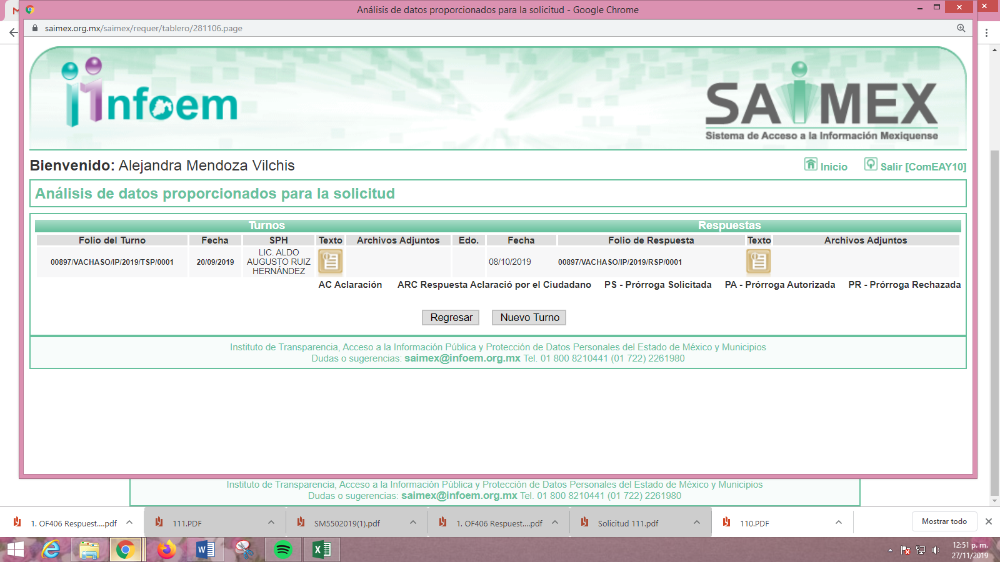 Análisis de datos proporcionados para la solicitud - Google Chrome
saimex.org.mx/saimex/requer/tablero/281106.page
infoem
SAIMEX
Sistema de Acceso a la Información Mexiquense
Bienvenido: Alejandra Mendoza Vilchis
Inicio Salir [ComEAY10]
Análisis de datos proporcionados para la solicitud
Turnos Respuestas
Folio del Turno Fecha SPH Texto Archivos Adjuntos Edo. Fecha Folio de Respuesta Texto Archivos Adjuntos
LIC. ALDO
00897/VACHASO/IP/2019/TSP/0001 20/09/2019 AUGUSTO RUIZ 08/10/2019 00897/VACHASO/IP/2019/RSP/0001
HERNÁNDEZ
AC Aclaración ARC Respuesta Aclaració por el Ciudadano PS - Prórroga Solicitada PA - Prórroga Autorizada PR - Prórroga Rechazada
Regresar Nuevo Turno
Instituto de Transparencia, Acceso a la Información Pública y Protección de Datos Personales del Estado de México y Municipios
Dudas o sugerencias: saimex@infoem.org.mx Tel. 01 800 8210441 (01 722) 2261980
Instituto de Transparencia, Acceso a la Información Pública y Protección de Datos Personales del Estado de México y Municipios
Dudas o sugerencias: saimex@infoem.org.mx Tel. 01 800 8210441 (01 722) 2261980
1. OF406 Respuest....pdf 111.PDF SM5502019(1).pdf 1. OF406 Respuest....pdf Solicitud 111.pdf 110.PDF Mostrar todo
12:51 p. m.
27/11/2019